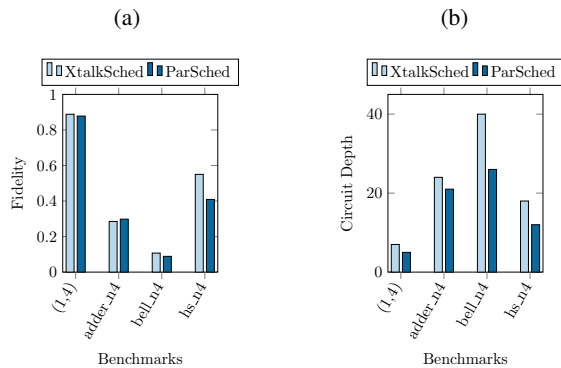 (a)
XtalkSched ParSched
1
0.8
0.6
0.4
0.2
0
Fidelity
(1,4)
adder_n4
bell_n4
hs_n4
Benchmarks
(b)
XtalkSched ParSched
40
20
0
Circuit Depth
(1,4)
adder_n4
bell_n4
hs_n4
Benchmarks